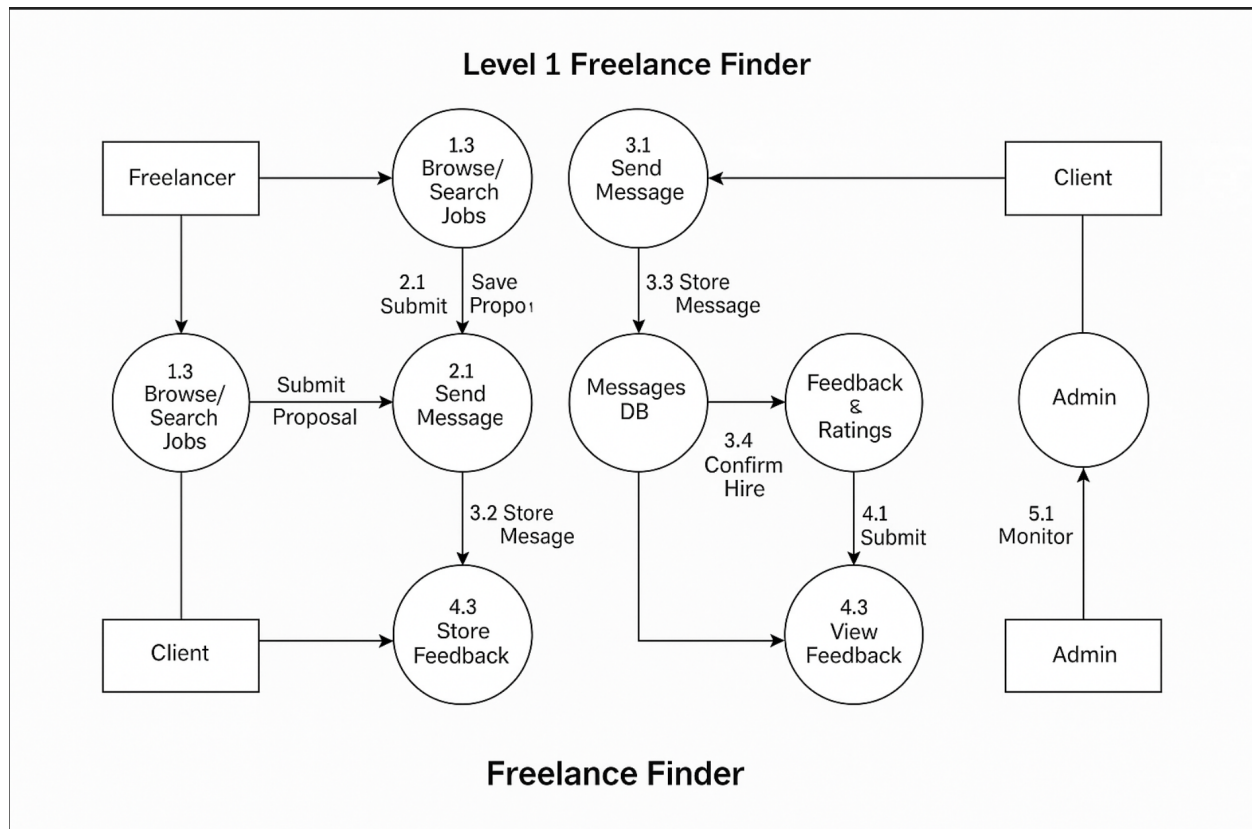 Level 1 Freelance Finder
Freelancer
1.3
Browse/
Search
Jobs
3.1
Send
Message
Client
2.1
Submit
Save
3.3 Store
Message
1.3
Browse/
Search
Jobs
Submit
Proposal
2.1
Send
Message
Messages
DB
Feedback
&
Ratings
Admin
3.4
Confirm
Hire
3.2 Store
Mesage
4.1
Submit
5.1
Monitor
Client
4.3
Store
Feedback
4.3
View
Feedback
Admin
Freelance Finder